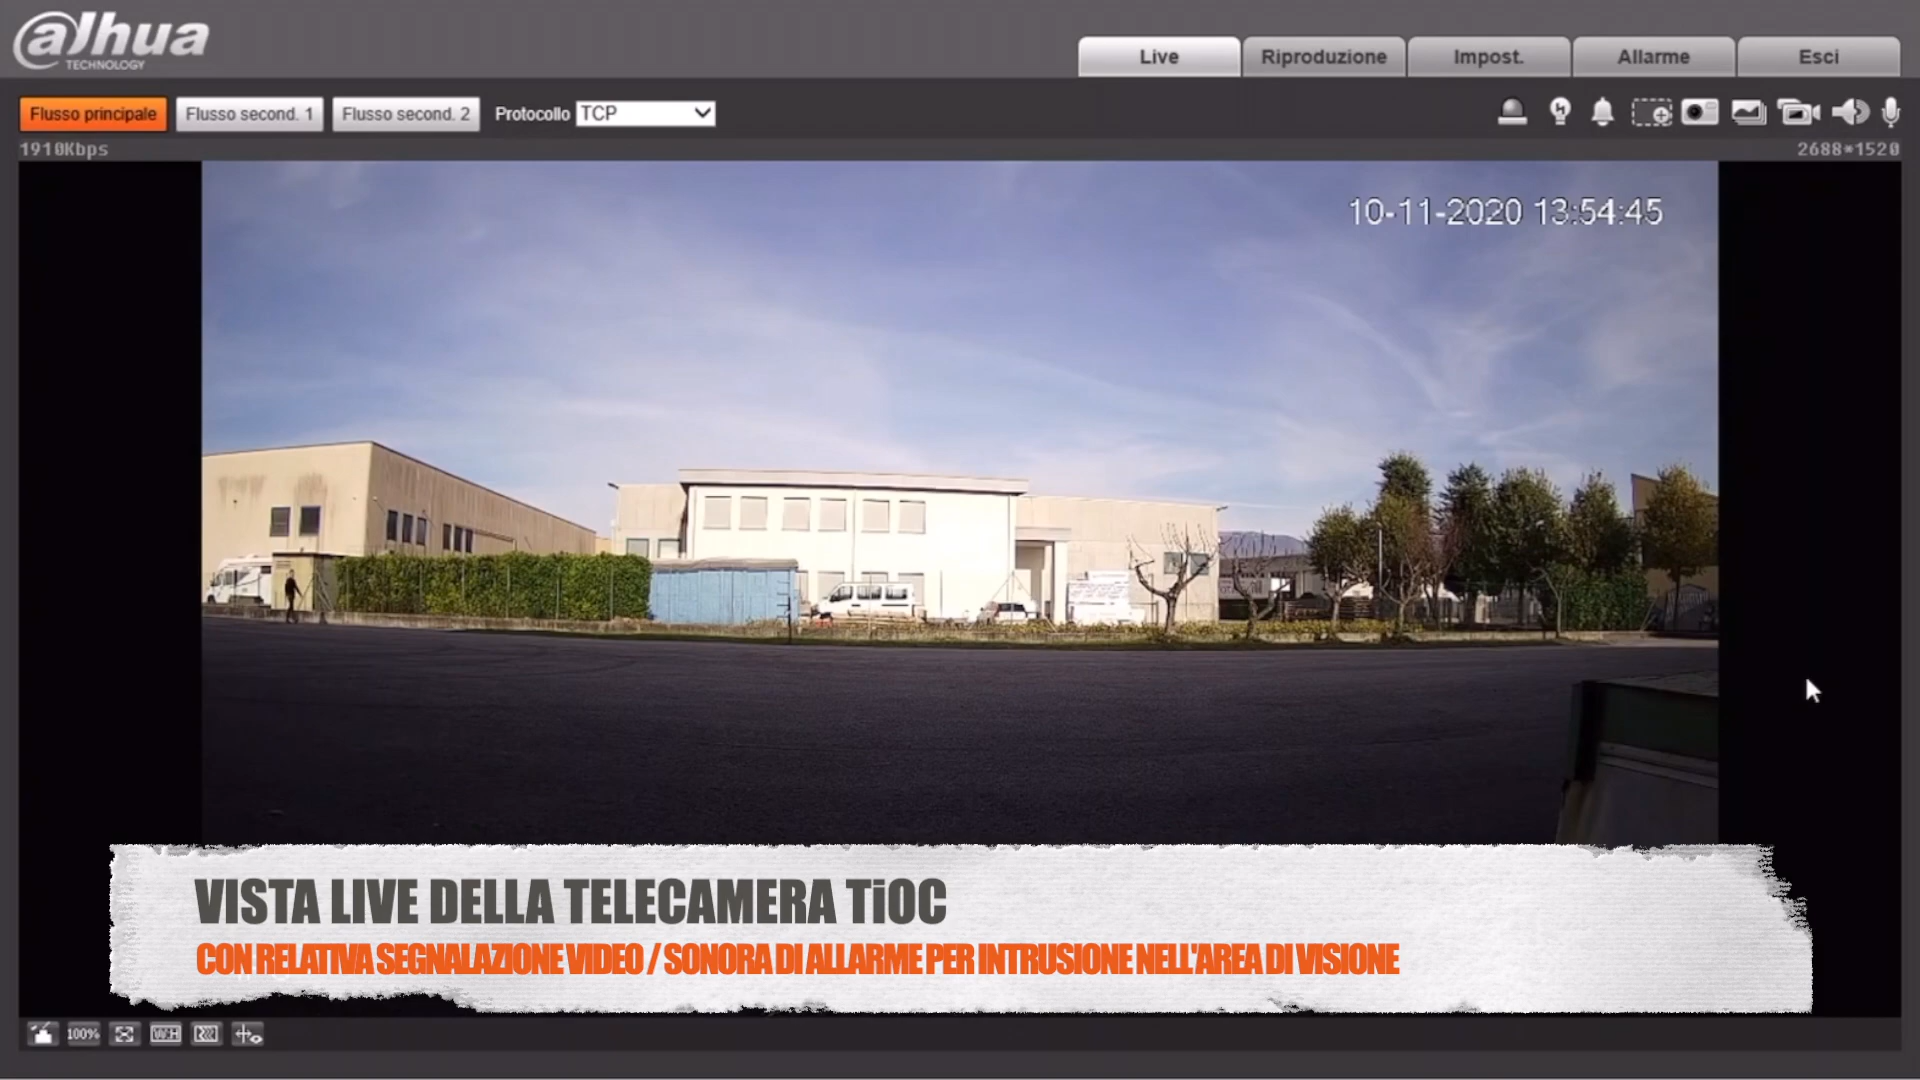 alhua
TECHNOLOGY
Live
Riproduzione
Impost.
Allarme
Esci
Flusso principale
Flusso second. 1
Flusso second. 2
Protocollo
TCP
1910Kbps
2688*1520
10-11-2020 13:54:45
VISTA LIVE DELLA TELECAMERA TiOC
CON RELATIVA SEGNALAZIONE VIDEO / SONORA DI ALLARME PER INTRUSIONE NELL'AREA DI VISIONE
100%
W:H